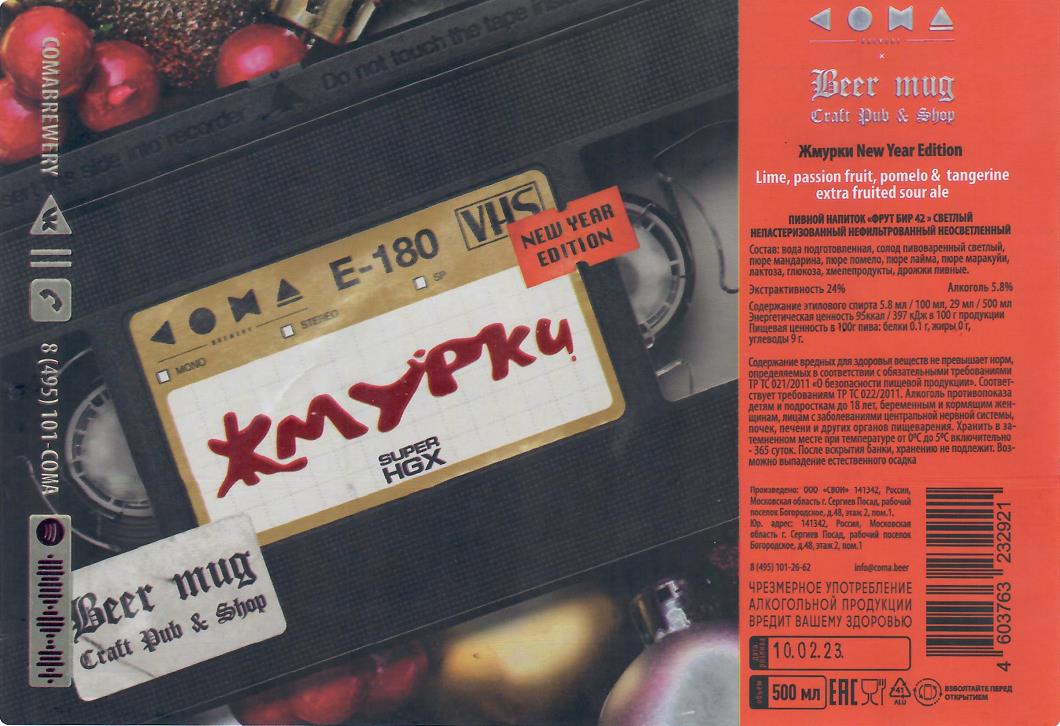 COMABREWERY
8 (495) 101-COMA
Do not touch the tape
side into recorder
VHS
NEW YEAR
EDITION
E-180
BREWERY
SP
STEREO
MONO
Жмурки
SUPER
HGX
Beer mug
Craft Pub & Shop
BREWERY
×
Beer mug
Craft Pub & Shop
Жмурки New Year Edition
Lime, passion fruit, pomelo & tangerine
extra fruited sour ale
ПИВНОЙ НАПИТОК «ФРУТ БИР 42 » СВЕТЛЫЙ
НЕПАСТЕРИЗОВАННЫЙ НЕФИЛЬТРОВАННЫЙ НЕОСВЕТЛЕННЫЙ
Состав: вода подготовленная, солод пивоваренный светлый,
пюре мандарина, пюре помело, пюре лайма, пюре маракуйи,
лактоза, глюкоза, хмелепродукты, дрожжи пивные.
Экстрактивность 24% Алкоголь 5.8%
Содержание этилового спирта 5.8 мл / 100 мл, 29 мл / 500 мл
Энергетическая ценность 95ккал / 397 кДж в 100 г продукции
Пищевая ценность в 100г пива: белки 0.1 г, жиры 0 г,
углеводы 9 г.
Содержание вредных для здоровья веществ не превышает норм,
определяемых в соответствии с обязательными требованиями
ТР ТС 021/2011 «О безопасности пищевой продукции». Соответ-
ствует требованиям ТР ТС 022/2011. Алкоголь противопоказа
детям и подросткам до 18 лет, беременным и кормящим жен-
щинам, лицам с заболеваниями центральной нервной системы,
почек, печени и других органов пищеварения. Хранить в за-
темненном месте при температуре от 0°С до 5°С включительно
- 365 суток. После вскрытия банки, хранению не подлежит. Воз-
можно выпадение естественного осадка
Произведено: ООО «СВОИ» 141342, Россия,
Московская область г. Сергиев Посад, рабочий
поселок Богородское, д.48, этаж 2, пом.1.
Юр. адрес: 141342, Россия, Московская
область г. Сергиев Посад, рабочий поселок
Богородское, д.48, этаж 2, пом.1
8 (495) 101-26-62 info@coma.beer
ЧРЕЗМЕРНОЕ УПОТРЕБЛЕНИЕ
АЛКОГОЛЬНОЙ ПРОДУКЦИИ
ВРЕДИТ ВАШЕМУ ЗДОРОВЬЮ
дата
розлива
10.02.23.
объем
500 мл
EAC
41
ALU
ВЗБОЛТАЙТЕ ПЕРЕД
ОТКРЫТИЕМ
4 603763 232921